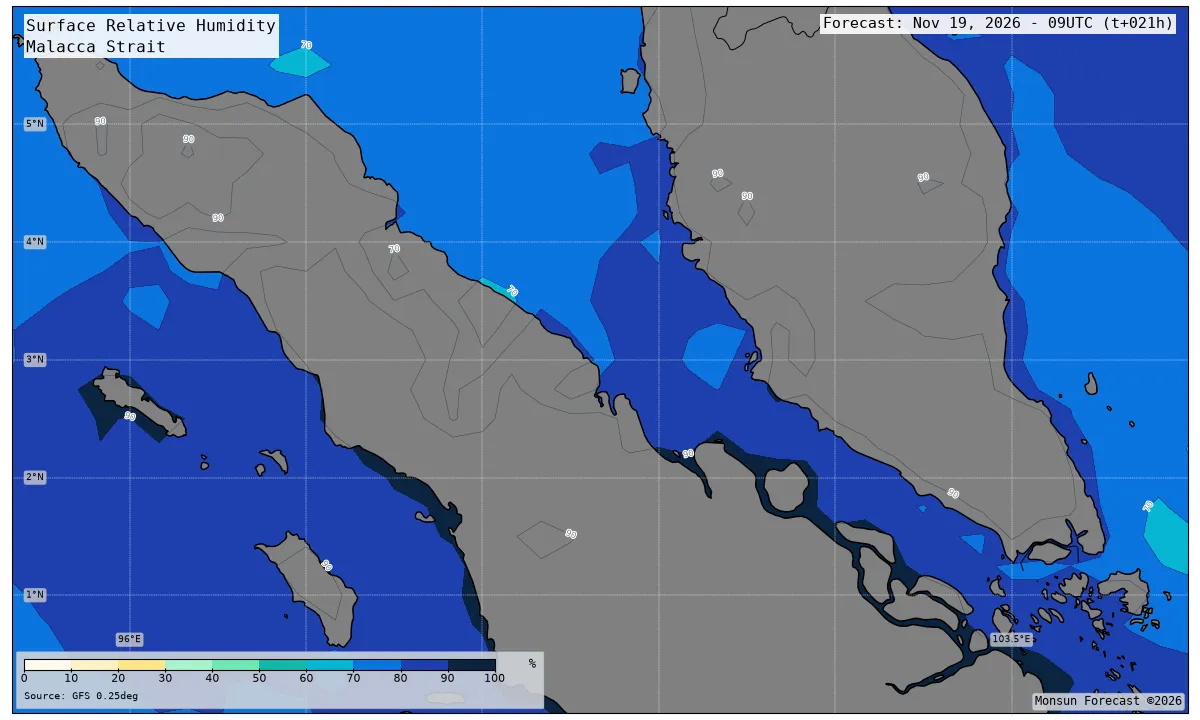 Surface Relative Humidity
Malacca Strait
Forecast: Nov 19, 2026 - 09UTC (t+021h)
70
90
90
90
90
90
90
70
70
90
90
90
70
90
90
5°N
4°N
3°N
2°N
1°N
96°E
103.5°E
%
0 10 20 30 40 50 60 70 80 90 100
Source: GFS 0.25deg
Monsun Forecast ©2026